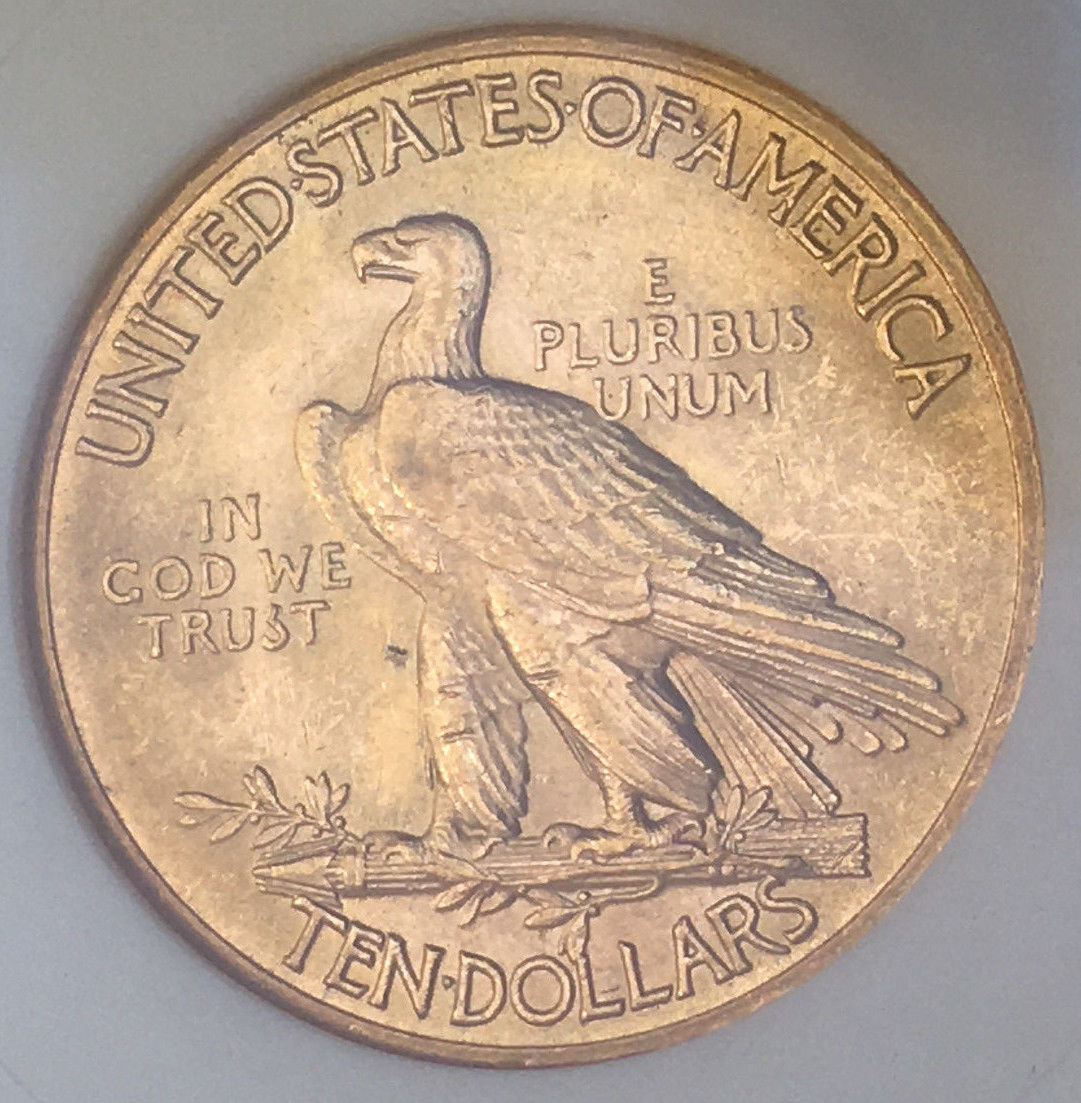 UNITED·STATES·OF·AMERICA
E
PLURIBUS
UNUM
IN
GOD WE
TRUST
TEN·DOLLARS